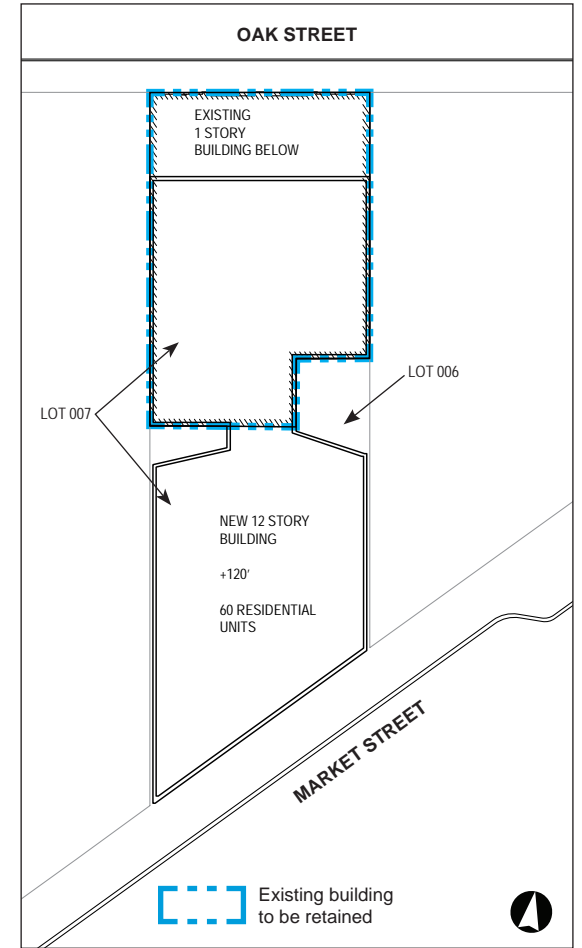 OAK STREET
EXISTING
1 STORY
BUILDING BELOW
LOT 006
LOT 007
NEW 12 STORY
BUILDING
+120'
60 RESIDENTIAL
UNITS
MARKET STREET
Existing building
to be retained